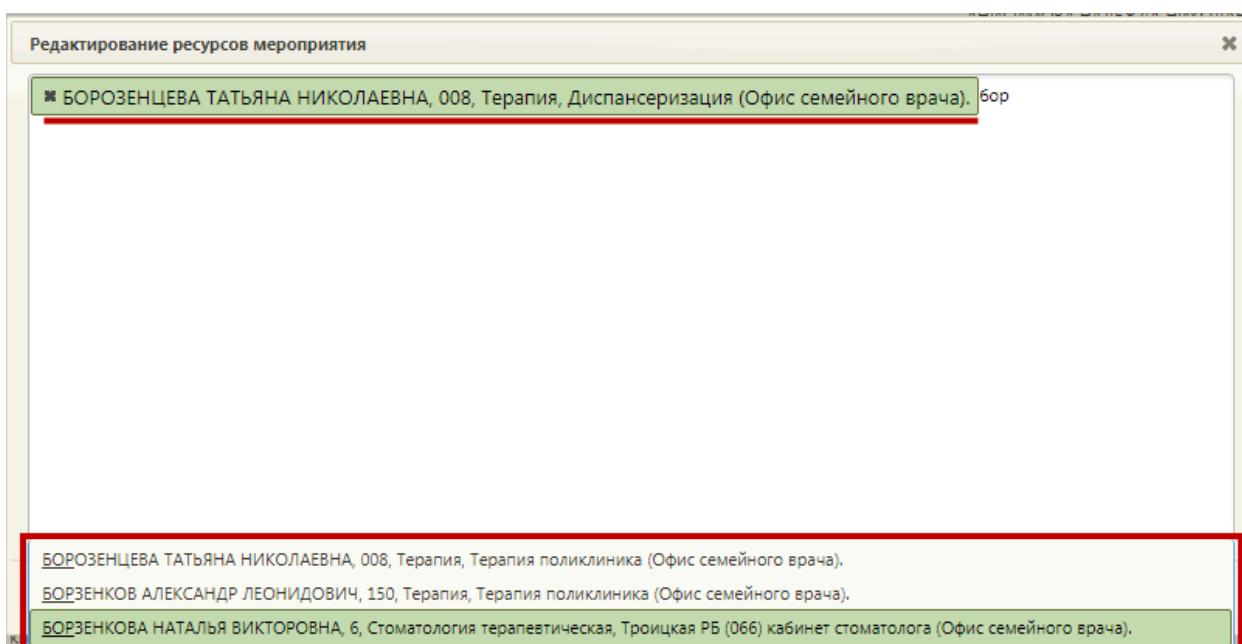 Редактирование ресурсов мероприятия
БОРОЗЕНЦЕВА ТАТЬЯНА НИКОЛАЕВНА, 008, Терапия, Диспансеризация (Офис семейного врача). бор
БОРОЗЕНЦЕВА ТАТЬЯНА НИКОЛАЕВНА, 008, Терапия, Терапия поликлиника (Офис семейного врача).
БОРЗЕНКОВ АЛЕКСАНДР ЛЕОНИДОВИЧ, 150, Терапия, Терапия поликлиника (Офис семейного врача).
БОРЗЕНКОВА НАТАЛЬЯ ВИКТОРОВНА, 6, Стоматология терапевтическая, Троицкая РБ (066) кабинет стоматолога (Офис семейного врача).